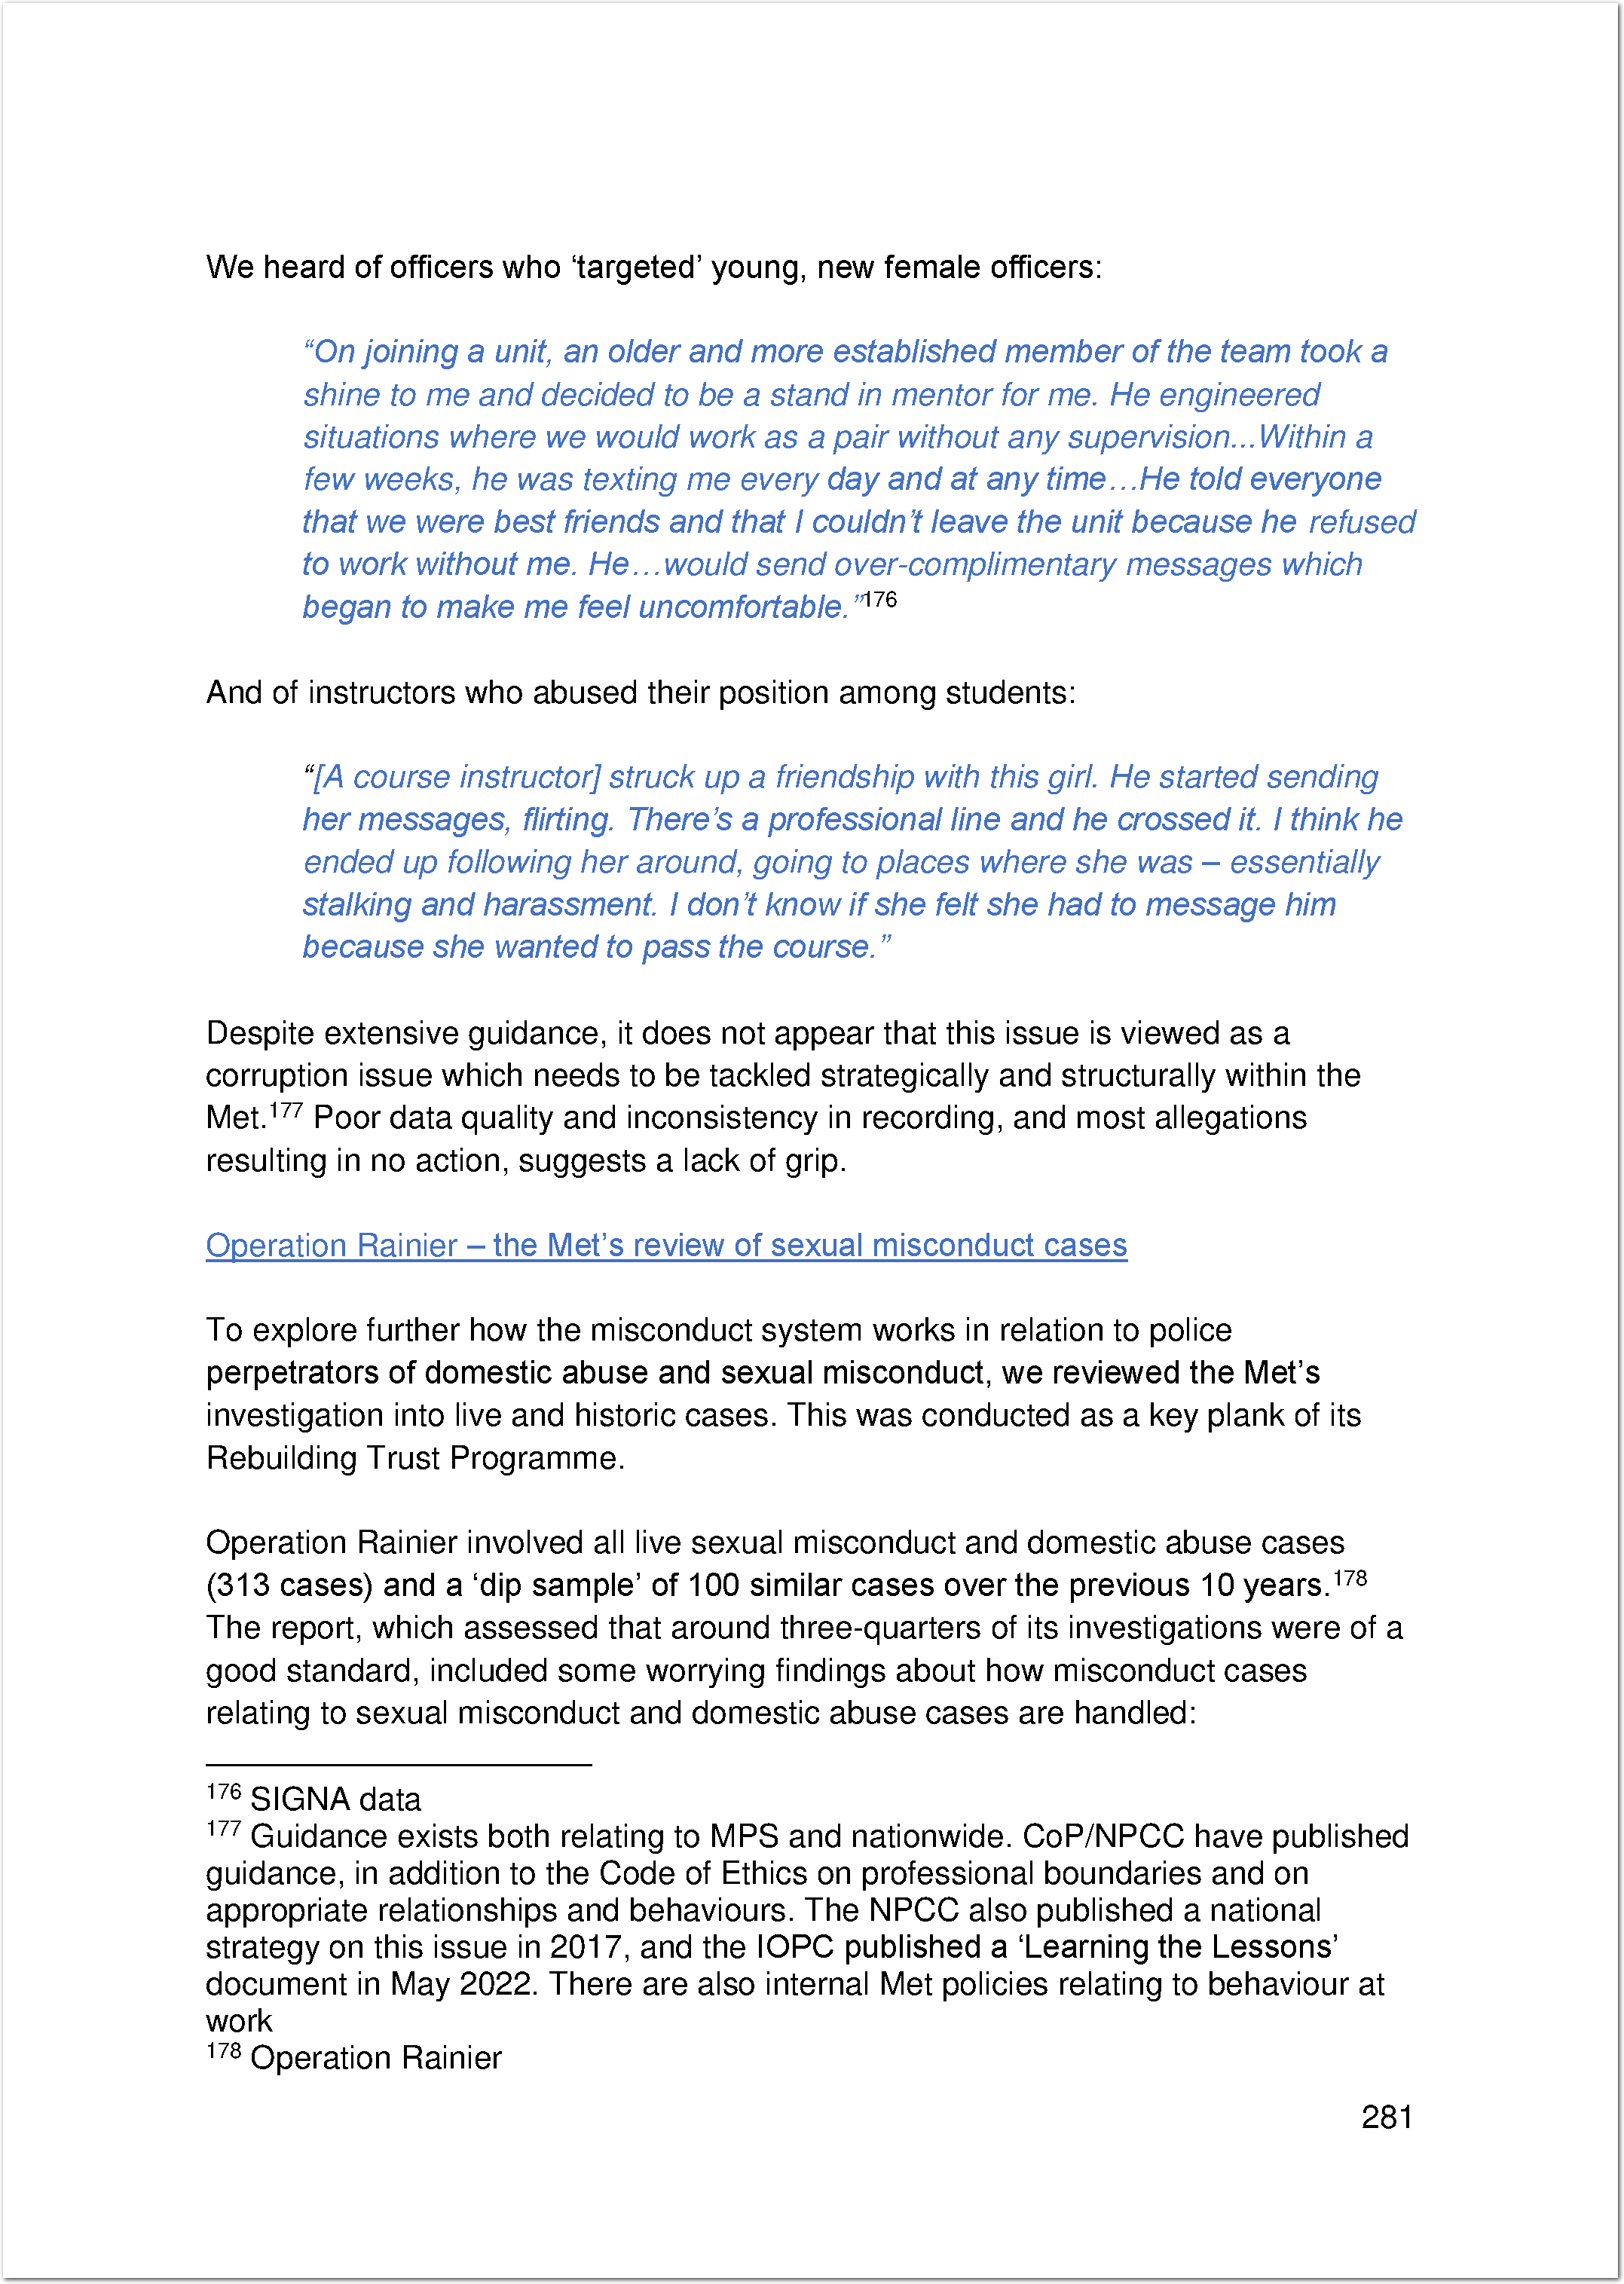 We heard of officers who ‘targeted’ young, new female officers:
“On joining a unit, an older and more established member of the team took a
shine to me and decided to be a stand in mentor for me. He engineered
situations where we would work as a pair without any supervision...Within a
few weeks, he was texting me every day and at any time…He told everyone
that we were best friends and that I couldn’t leave the unit because he refused
to work without me. He…would send over-complimentary messages which
began to make me feel uncomfortable.”176
And of instructors who abused their position among students:
“[A course instructor] struck up a friendship with this girl. He started sending
her messages, flirting. There’s a professional line and he crossed it. I think he
ended up following her around, going to places where she was – essentially
stalking and harassment. I don’t know if she felt she had to message him
because she wanted to pass the course.”
Despite extensive guidance, it does not appear that this issue is viewed as a
corruption issue which needs to be tackled strategically and structurally within the
Met.177 Poor data quality and inconsistency in recording, and most allegations
resulting in no action, suggests a lack of grip.
Operation Rainier – the Met’s review of sexual misconduct cases
To explore further how the misconduct system works in relation to police
perpetrators of domestic abuse and sexual misconduct, we reviewed the Met’s
investigation into live and historic cases. This was conducted as a key plank of its
Rebuilding Trust Programme.
Operation Rainier involved all live sexual misconduct and domestic abuse cases
(313 cases) and a ‘dip sample’ of 100 similar cases over the previous 10 years.178
The report, which assessed that around three-quarters of its investigations were of a
good standard, included some worrying findings about how misconduct cases
relating to sexual misconduct and domestic abuse cases are handled:
176 SIGNA data
177 Guidance exists both relating to MPS and nationwide. CoP/NPCC have published
guidance, in addition to the Code of Ethics on professional boundaries and on
appropriate relationships and behaviours. The NPCC also published a national
strategy on this issue in 2017, and the IOPC published a ‘Learning the Lessons’
document in May 2022. There are also internal Met policies relating to behaviour at
work
178 Operation Rainier
281